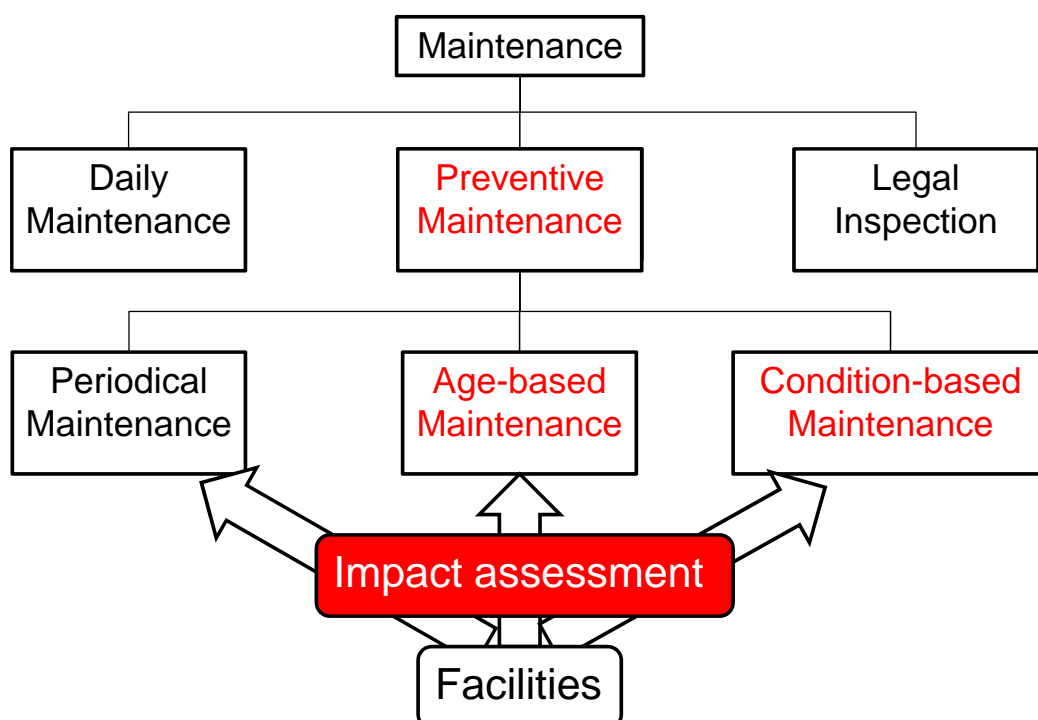 Maintenance
Daily
Maintenance
Preventive
Maintenance
Legal
Inspection
Periodical
Maintenance
Age-based
Maintenance
Condition-based
Maintenance
Impact assessment
Facilities